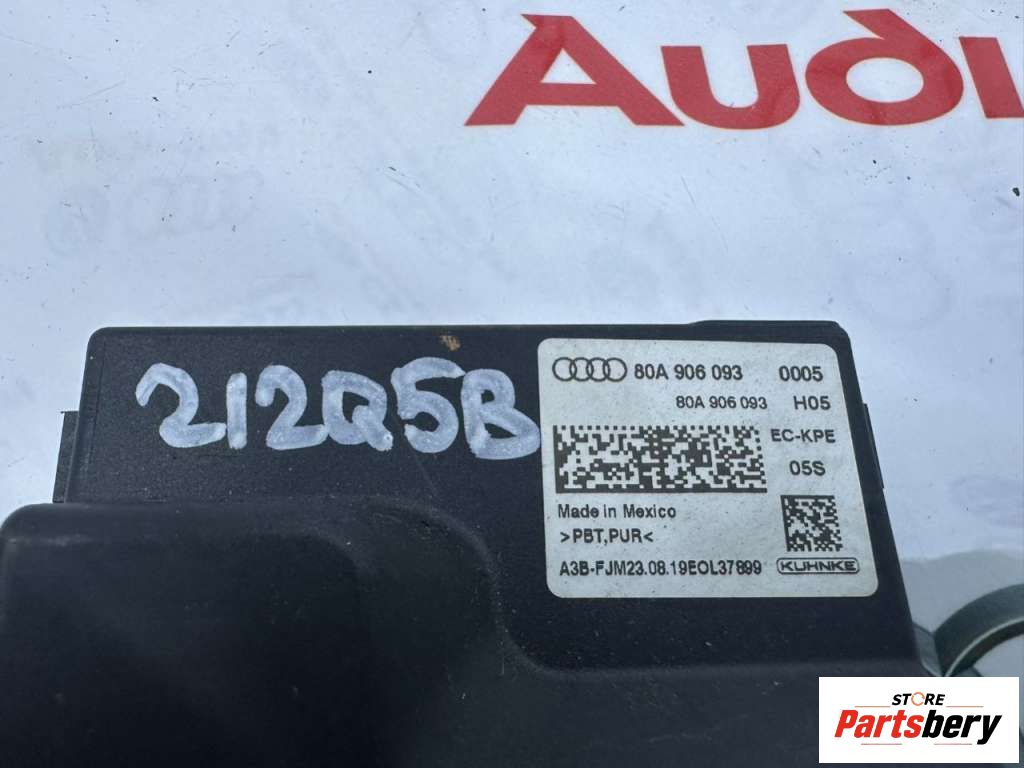 Audi
212Q5B
80A 906 093 0005
80A 906 093 H05
EC-KPE
05S
Made in Mexico
>PBT,PUR<
A3B-FJM23.08.19EOL37899
KUHNKE
STORE
Partsbery